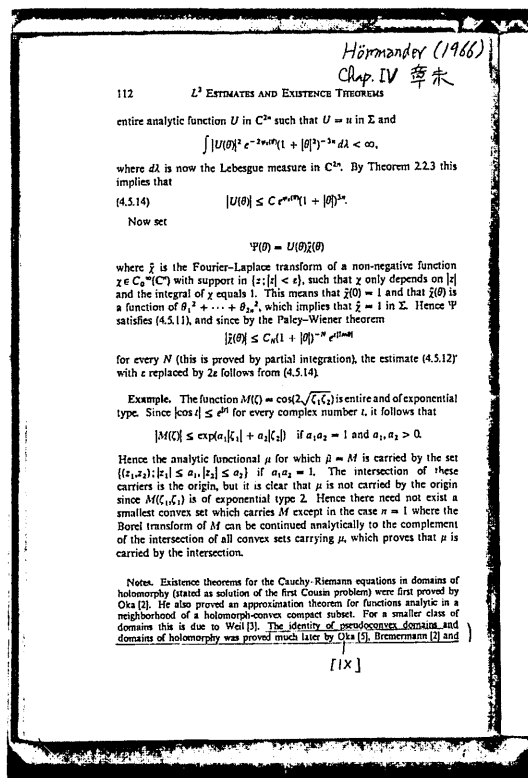 Hörmander (1966)
Chap. IV 章末
112 L² ESTIMATES AND EXISTENCE THEOREMS
entire analytic function U in C²ⁿ such that U = u in Σ and
∫|U(θ)|² e^{-2φ_ε(θ)}(1 + |θ|²)^{-3n} dλ < ∞,
where dλ is now the Lebesgue measure in C²ⁿ. By Theorem 2.2.3 this
implies that
(4.5.14) |U(θ)| ≤ C e^{φ_ε(θ)}(1 + |θ|)^{3n}.
Now set
Ψ(θ) = U(θ)χ̂(θ)
where χ̂ is the Fourier–Laplace transform of a non-negative function
χ ∈ C₀^∞(Cⁿ) with support in {z; |z| < ε}, such that χ only depends on |z|
and the integral of χ equals 1. This means that χ̂(0) = 1 and that χ̂(θ) is
a function of θ₁² + ··· + θ₂ₙ², which implies that χ̂ = 1 in Σ. Hence Ψ
satisfies (4.5.11), and since by the Paley–Wiener theorem
|χ̂(θ)| ≤ C_N(1 + |θ|)^{-N} e^{ε|Im θ|}
for every N (this is proved by partial integration), the estimate (4.5.12)
with ε replaced by 2ε follows from (4.5.14).
Example. The function M(ζ) = cos(2√ζ₁ζ₂) is entire and of exponential
type. Since |cos t| ≤ e^{|t|} for every complex number t, it follows that
|M(ζ)| ≤ exp(a₁|ζ₁| + a₂|ζ₂|) if a₁a₂ = 1 and a₁, a₂ > 0.
Hence the analytic functional μ for which μ̂ = M is carried by the set
{(z₁,z₂); |z₁| ≤ a₁, |z₂| ≤ a₂} if a₁a₂ = 1. The intersection of these
carriers is the origin, but it is clear that μ is not carried by the origin
since M(ζ₁,ζ₁) is of exponential type 2. Hence there need not exist a
smallest convex set which carries M except in the case n = 1 where the
Borel transform of M can be continued analytically to the complement
of the intersection of all convex sets carrying μ, which proves that μ is
carried by the intersection.
Notes. Existence theorems for the Cauchy-Riemann equations in domains of
holomorphy (stated as solution of the first Cousin problem) were first proved by
Oka [2]. He also proved an approximation theorem for functions analytic in a
neighborhood of a holomorph-convex compact subset. For a smaller class of
domains this is due to Weil [3]. The identity of pseudoconvex domains and
domains of holomorphy was proved much later by Oka [5], Bremermann [2] and
[IX]